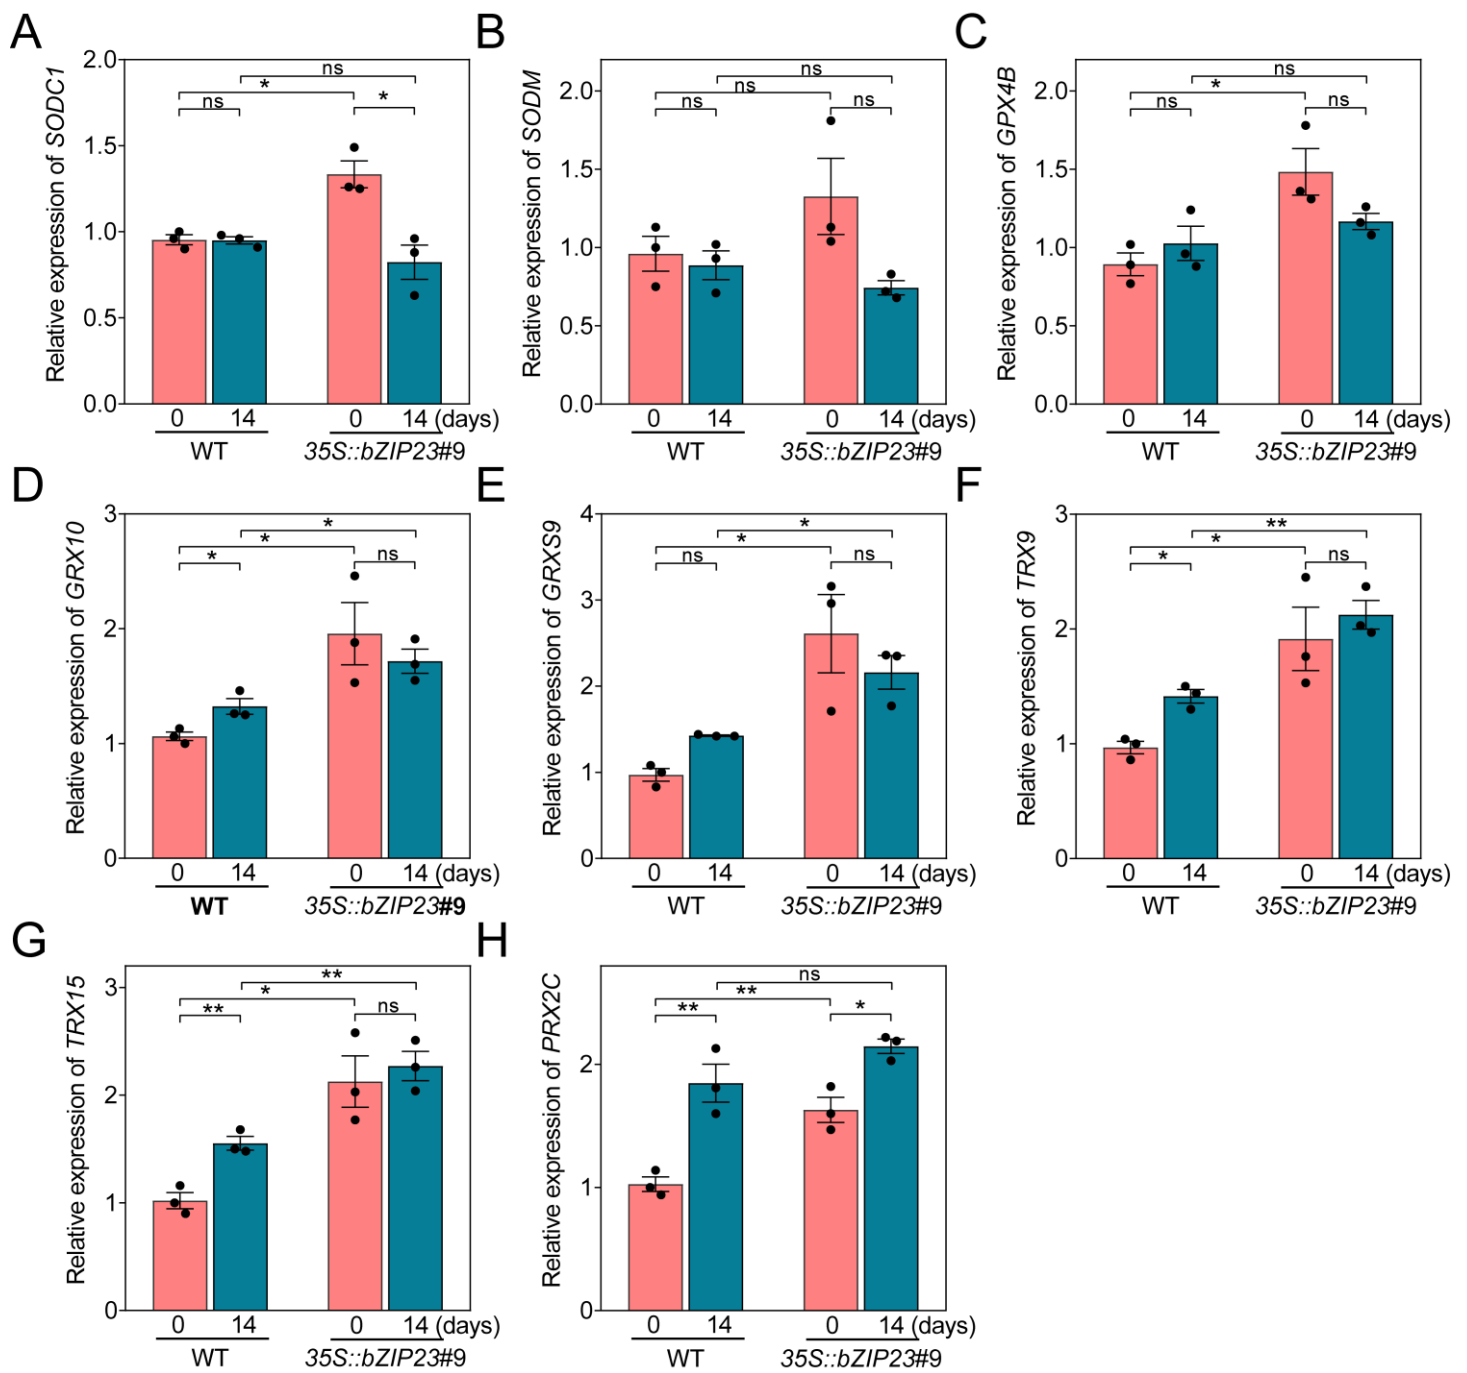 A
Relative expression of SODC1
2.0
1.5
1.0
0.5
0.0
ns
*
ns
*
0 14 0 14 (days)
WT 35S::bZIP23#9
B
Relative expression of SODM
2.0
1.5
1.0
0.5
0.0
ns
ns
ns
ns
0 14 0 14 (days)
WT 35S::bZIP23#9
C
Relative expression of GPX4B
2.0
1.5
1.0
0.5
0.0
ns
*
ns
ns
0 14 0 14 (days)
WT 35S::bZIP23#9
D
Relative expression of GRX10
3
2
1
0
*
*
*
ns
0 14 0 14 (days)
WT 35S::bZIP23#9
E
Relative expression of GRXS9
4
3
2
1
0
*
*
ns
ns
0 14 0 14 (days)
WT 35S::bZIP23#9
F
Relative expression of TRX9
3
2
1
0
**
*
*
ns
0 14 0 14 (days)
WT 35S::bZIP23#9
G
Relative expression of TRX15
3
2
1
0
**
*
**
ns
0 14 0 14 (days)
WT 35S::bZIP23#9
H
Relative expression of PRX2C
2
1
0
ns
**
**
*
0 14 0 14 (days)
WT 35S::bZIP23#9